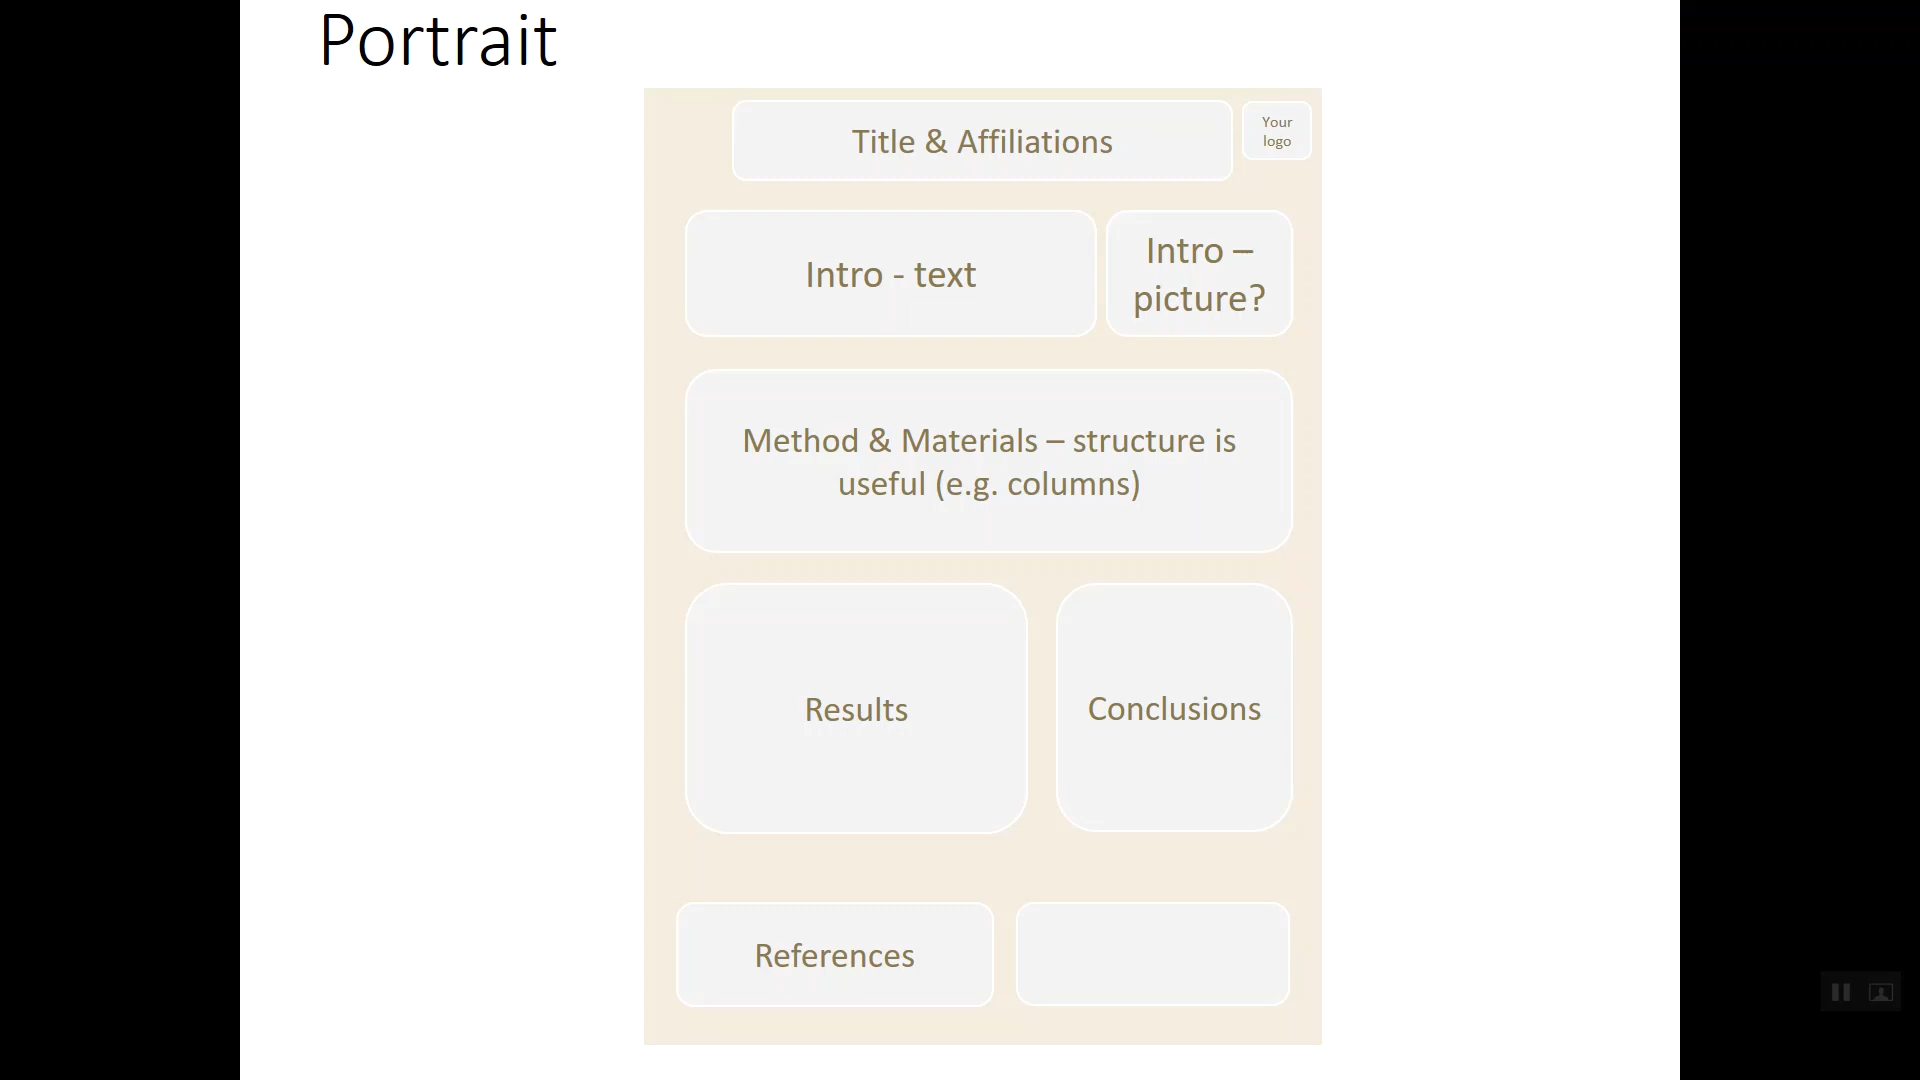 Portrait
Title & Affiliations
Your
logo
Intro - text
Intro –
picture?
Method & Materials – structure is
useful (e.g. columns)
Results
Conclusions
References